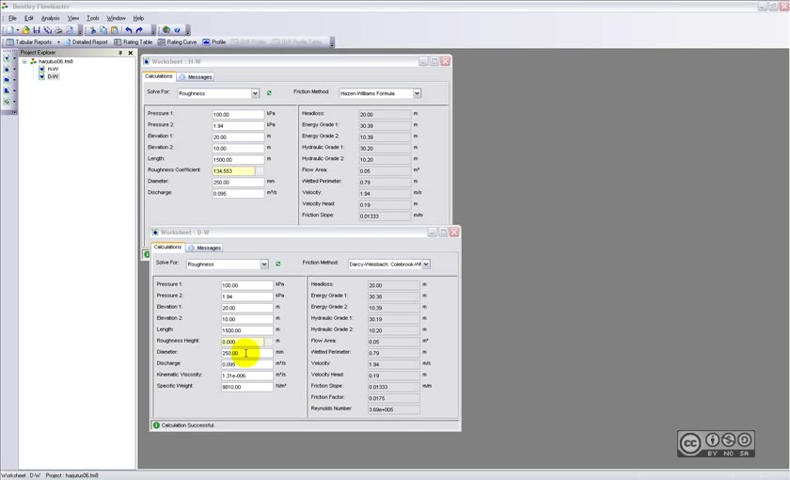 Bentley FlowMaster
File Edit Analysis View Tools Window Help
Tabular Reports Detailed Report Rating Table Rating Curve Profile
Project Explorer
harjutus06.fm8
H-W
D-W
Worksheet : H-W
Calculations Messages
Solve For: Roughness Friction Method: Hazen-Williams Formula
Pressure 1: 100.00 kPa Headloss: 20.00 m
Pressure 2: 1.94 kPa Energy Grade 1: 30.39 m
Elevation 1: 20.00 m Energy Grade 2: 10.39 m
Elevation 2: 10.00 m Hydraulic Grade 1: 30.20 m
Length: 1500.00 m Hydraulic Grade 2: 10.20 m
Roughness Coefficient: 134.553 Flow Area: 0.05 m²
Diameter: 250.00 mm Wetted Perimeter: 0.79 m
Discharge: 0.095 m³/s Velocity: 1.94 m/s
Velocity Head: 0.19 m
Friction Slope: 0.01333 m/m
Worksheet : D-W
Calculations Messages
Solve For: Roughness Friction Method: Darcy-Weisbach: Colebrook-W
Pressure 1: 100.00 kPa Headloss: 20.00 m
Pressure 2: 1.94 kPa Energy Grade 1: 30.38 m
Elevation 1: 20.00 m Energy Grade 2: 10.39 m
Elevation 2: 10.00 m Hydraulic Grade 1: 30.19 m
Length: 1500.00 m Hydraulic Grade 2: 10.20 m
Roughness Height: 0.000 m Flow Area: 0.05 m²
Diameter: 250.00 mm Wetted Perimeter: 0.79 m
Discharge: 0.095 m³/s Velocity: 1.94 m/s
Kinematic Viscosity: 1.31e-006 m²/s Velocity Head: 0.19 m
Specific Weight: 9810.00 N/m³ Friction Slope: 0.01333 m/m
Friction Factor: 0.0175
Reynolds Number: 3.69e+005
Calculation Successful.
cc BY NC SA
Worksheet : D-W Project : harjutus06.fm8